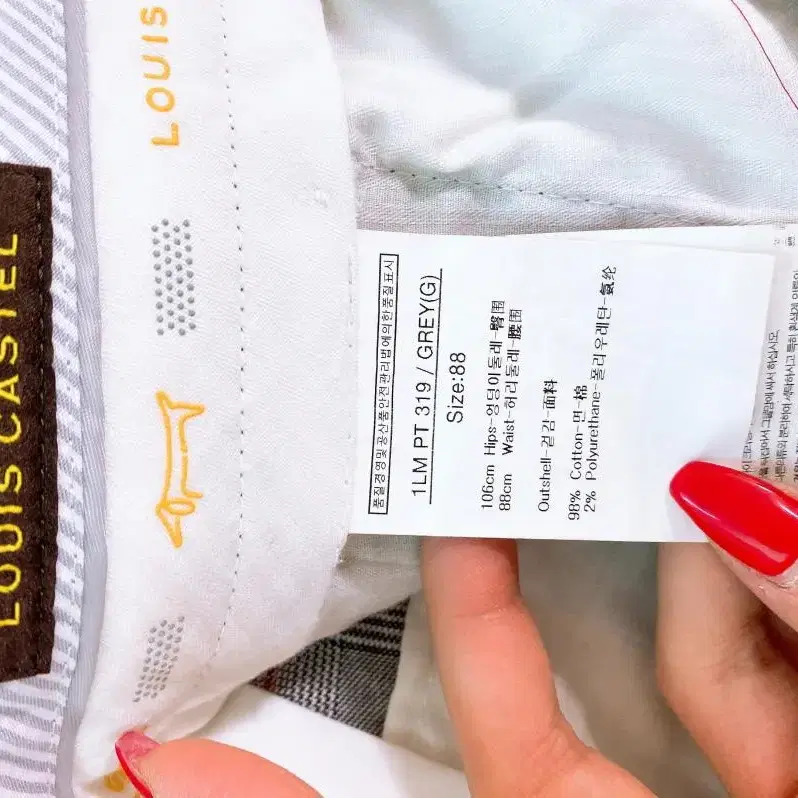 LOUIS CASTEL
LOUIS
품질경영및공산품안전관리법에의한품질표시
1LM PT 319 / GREY(G)
Size:88
106cm Hips-엉덩이둘레-臀围
88cm Waist-허리둘레-腰围
Outshell-겉감-面料
98% Cotton-면-棉
2% Polyurethane-폴리우레탄-氨纶